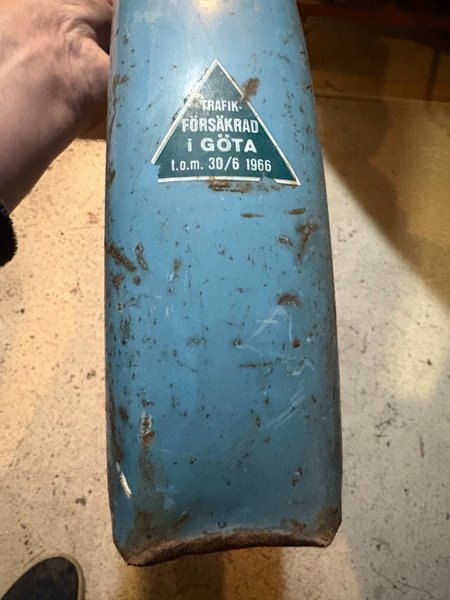 TRAFIK-
FÖRSÄKRAD
i GÖTA
t.o.m. 30/6 1966